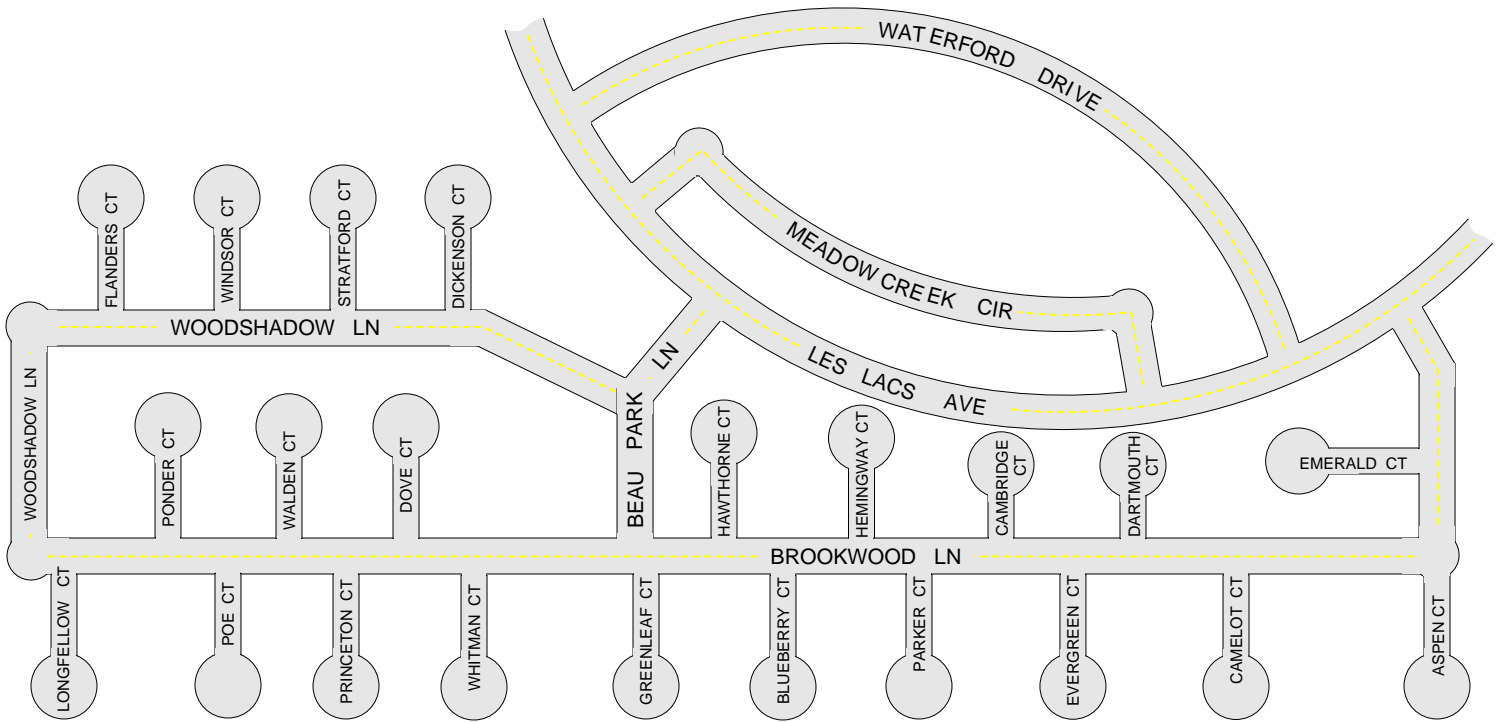 WATERFORD DRIVE
MEADOW CREEK CIR
LES LACS AVE
FLANDERS CT
WINDSOR CT
STRATFORD CT
DICKENSON CT
WOODSHADOW LN
WOODSHADOW LN
BEAU PARK LN
PONDER CT
WALDEN CT
DOVE CT
HAWTHORNE CT
HEMINGWAY CT
CAMBRIDGE
CT
DARTMOUTH
CT
EMERALD CT
BROOKWOOD LN
LONGFELLOW CT
POE CT
PRINCETON CT
WHITMAN CT
GREENLEAF CT
BLUEBERRY CT
PARKER CT
EVERGREEN CT
CAMELOT CT
ASPEN CT